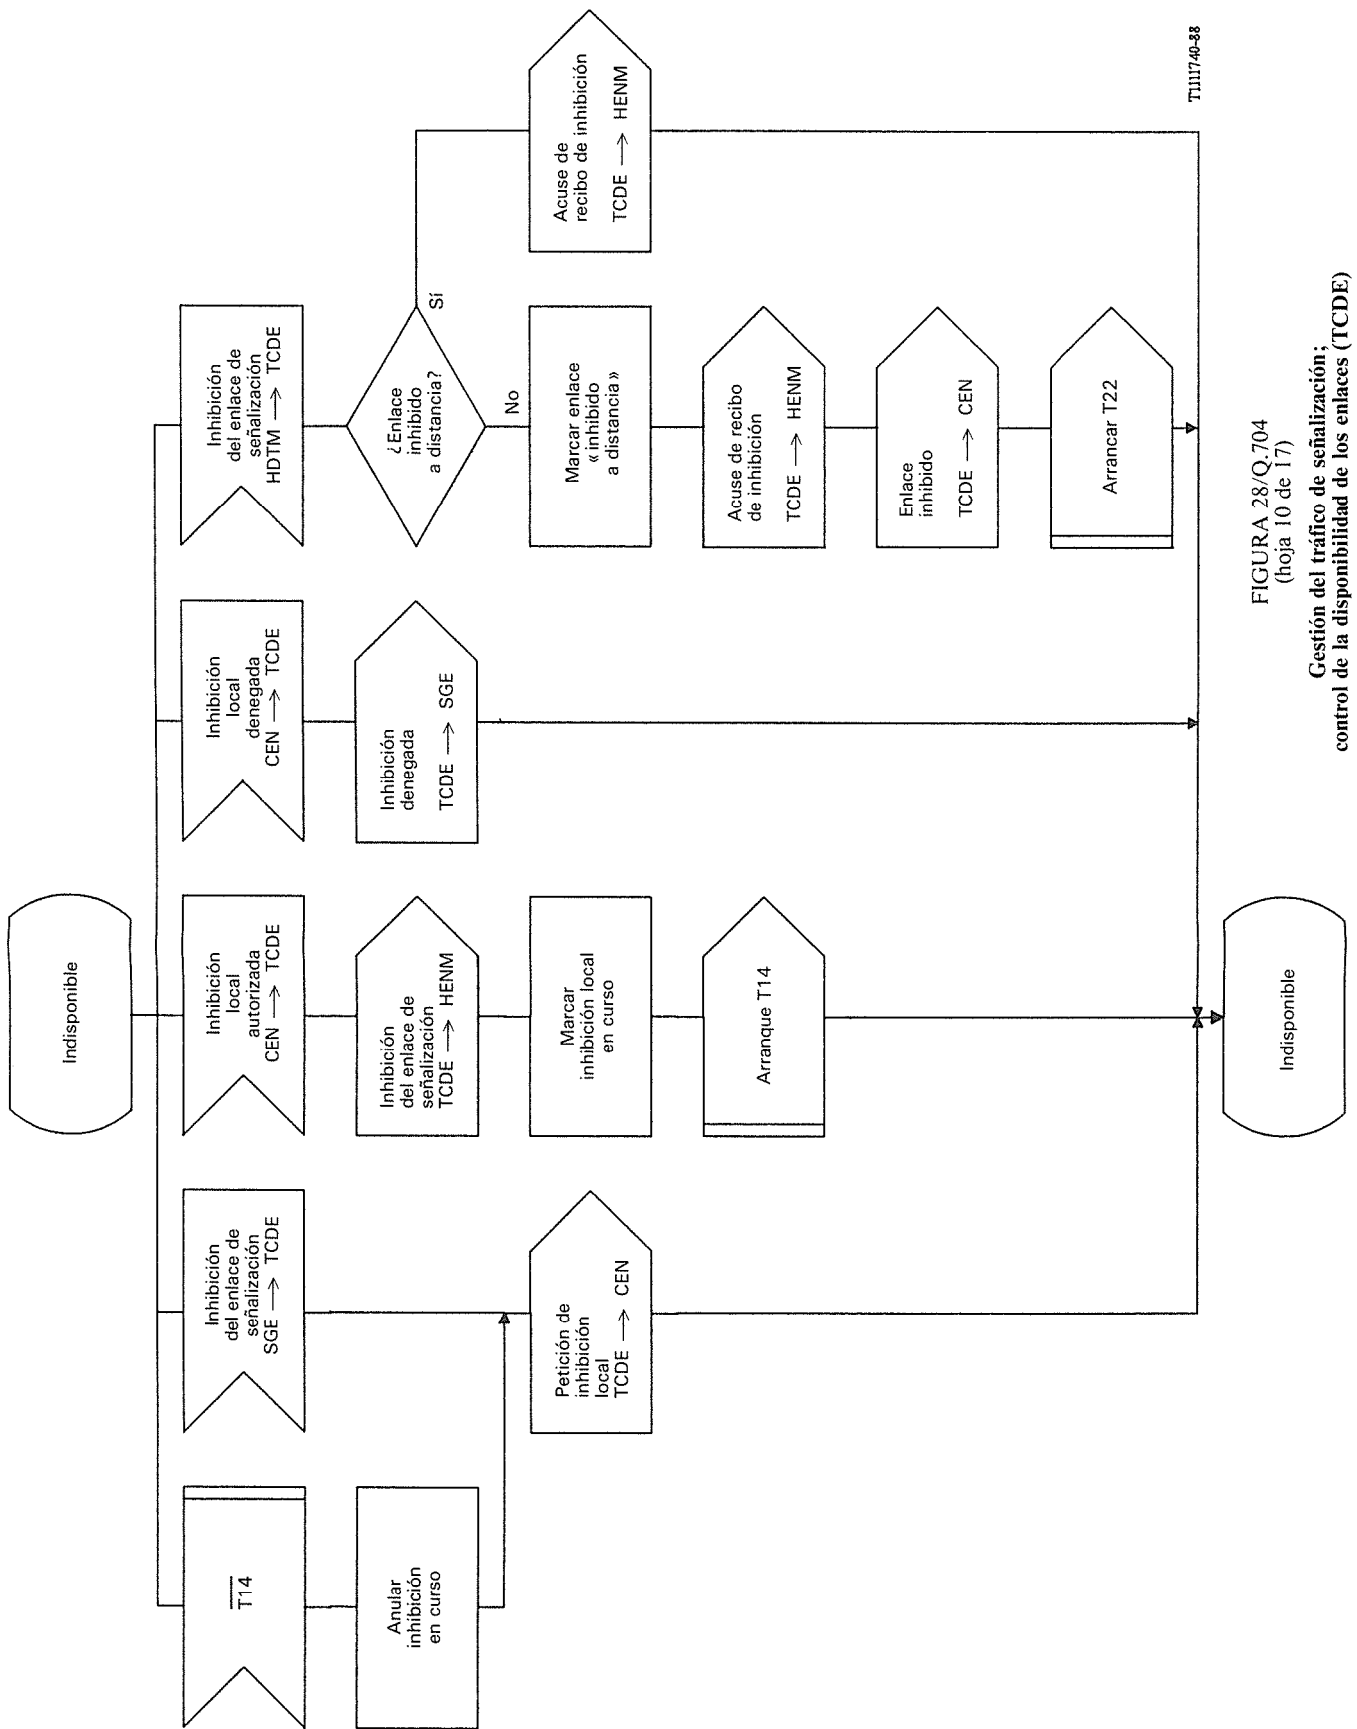 Indisponible
T14
Anular
inhibición
en curso
Inhibición
del enlace de
señalización
SGE → TCDE
Petición de
inhibición
local
TCDE → CEN
Inhibición
local
autorizada
CEN → TCDE
Inhibición
del enlace de
señalización
TCDE → HENM
Marcar
inhibición local
en curso
Arranque T14
Inhibición
local
denegada
CEN → TCDE
Inhibición
denegada
TCDE → SGE
Inhibición
del enlace de
señalización
HDTM → TCDE
¿Enlace
inhibido
a distancia?
Sí
No
Marcar enlace
« inhibido
a distancia»
Acuse de recibo
de inhibición
TCDE → HENM
Enlace
inhibido
TCDE → CEN
Arrancar T22
Acuse de
recibo de inhibición
TCDE → HENM
Indisponible
T1111740-88
FIGURA 28/Q.704
(hoja 10 de 17)
Gestión del tráfico de señalización;
control de la disponibilidad de los enlaces (TCDE)